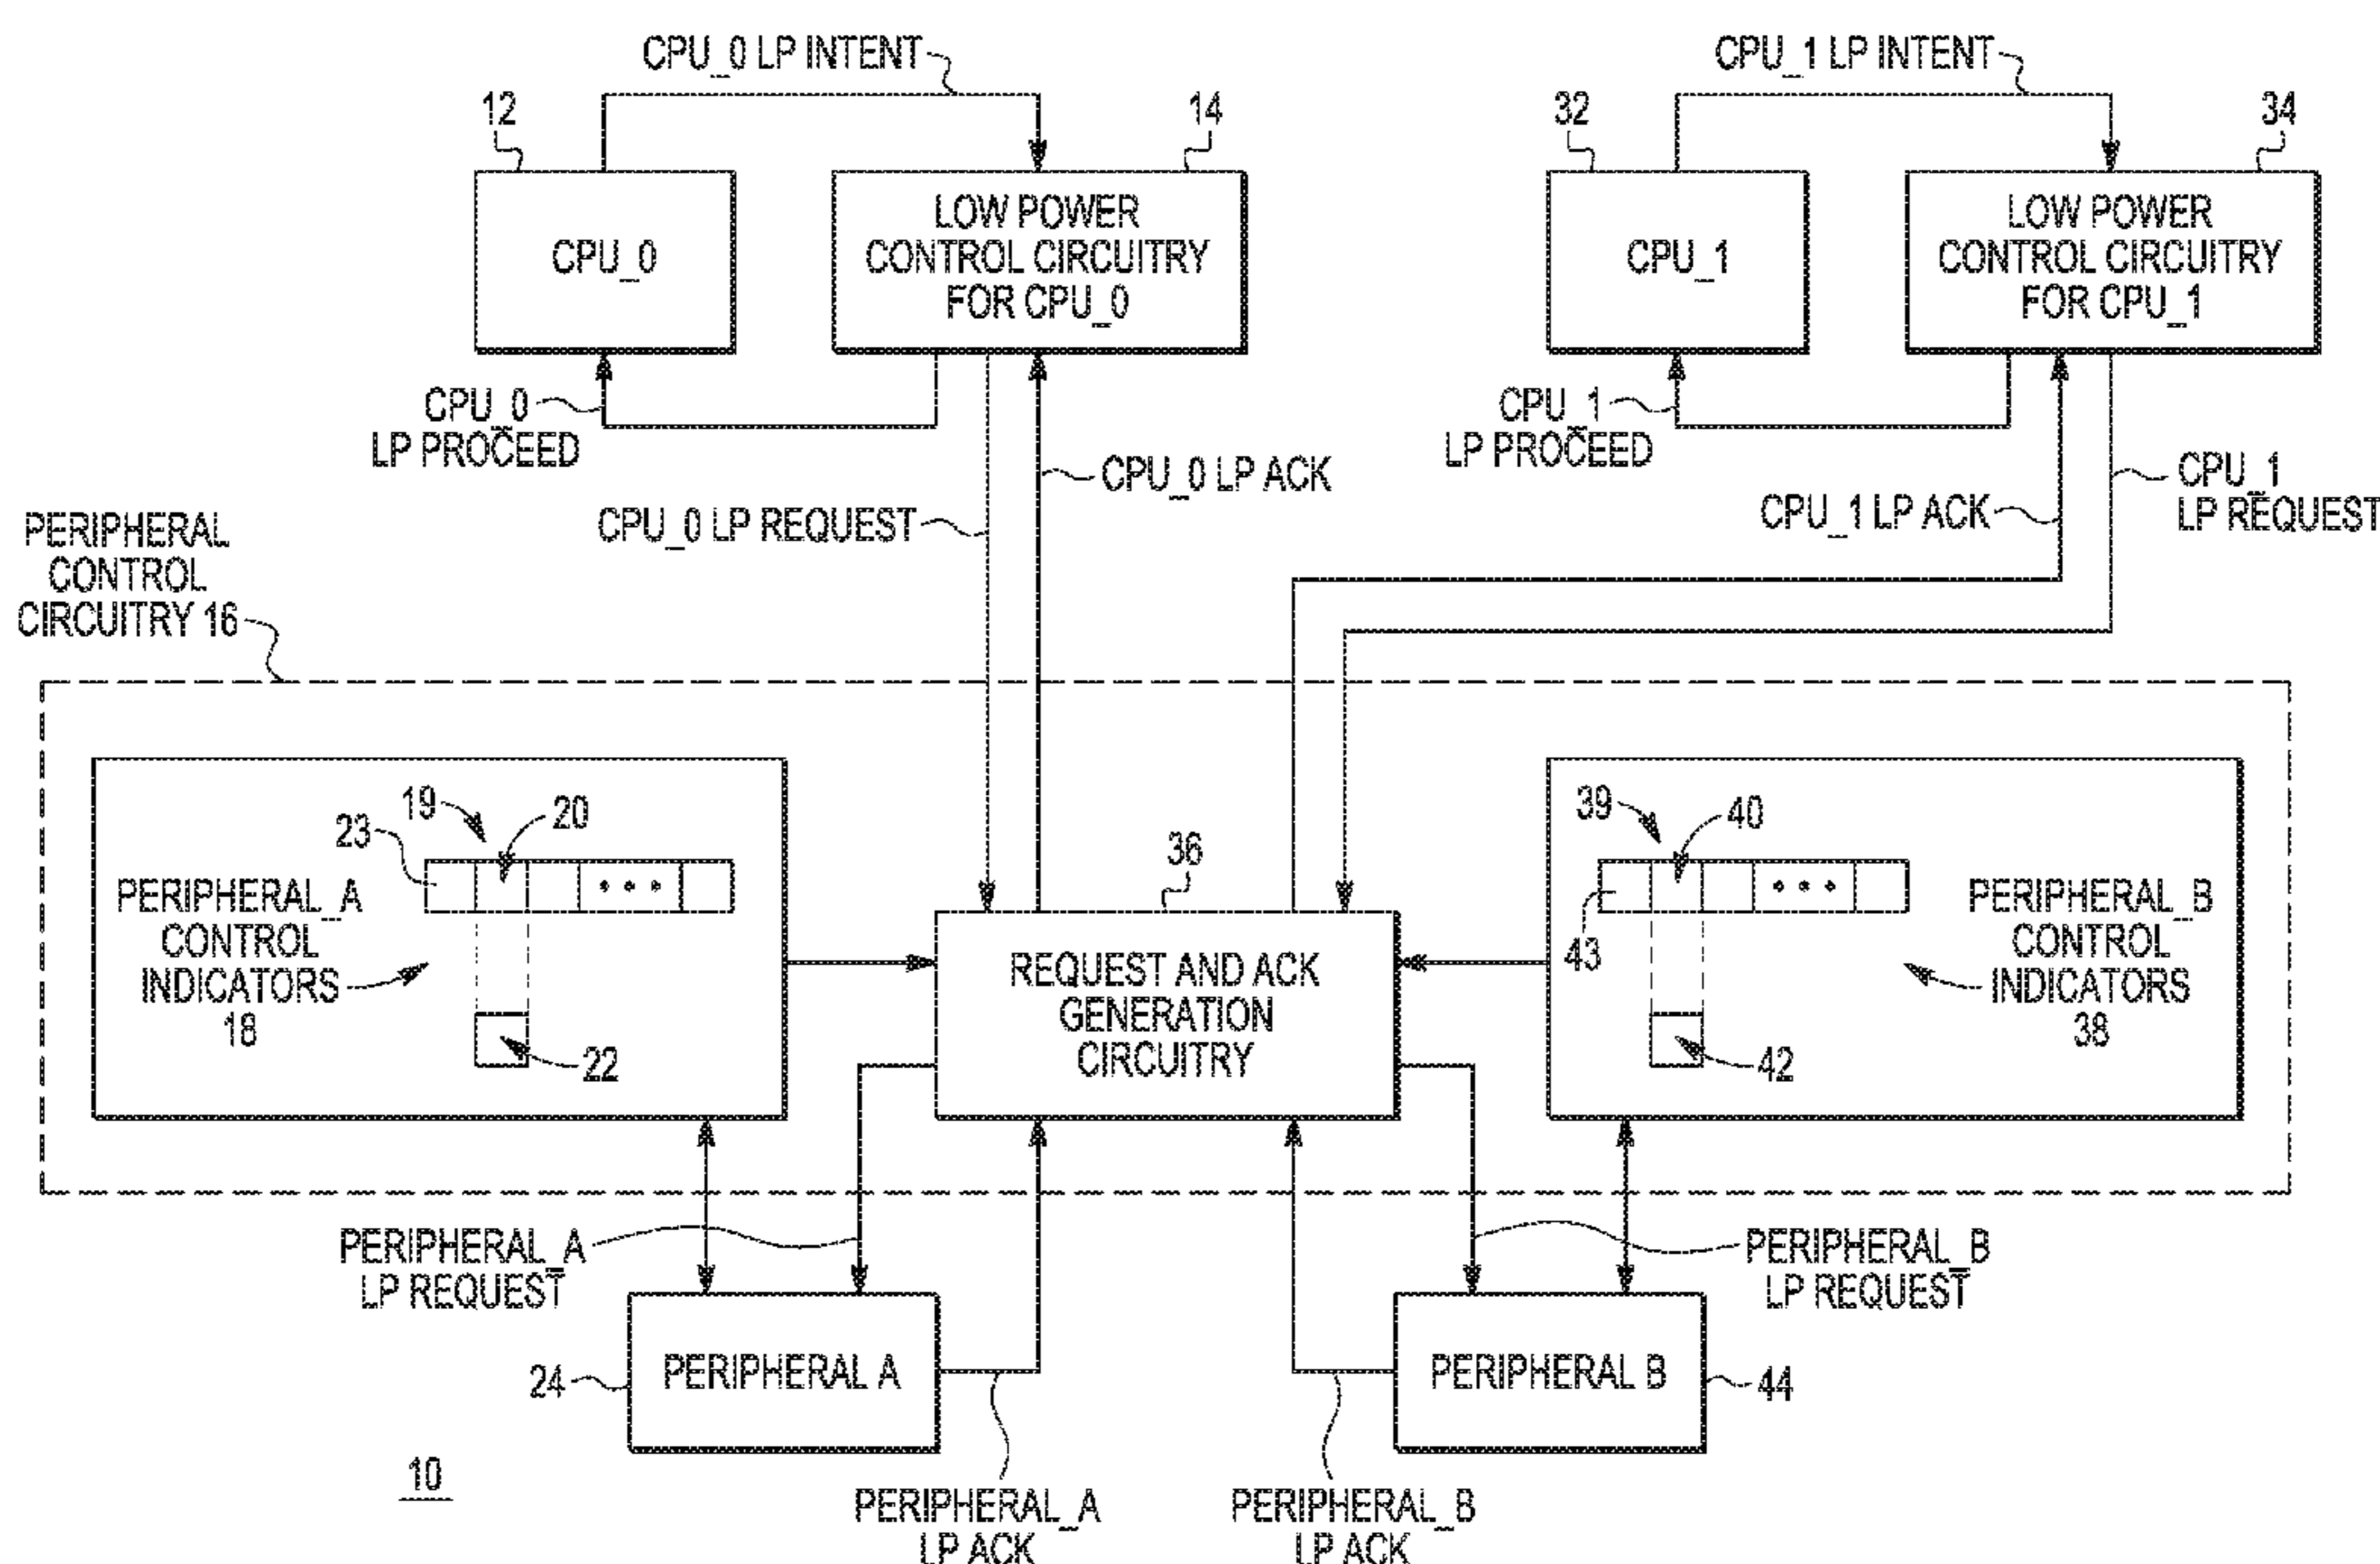 CPU_0 LP INTENT
CPU_1 LP INTENT
12
14
32
34
CPU_0
LOW POWER
CONTROL CIRCUITRY
FOR CPU_0
CPU_1
LOW POWER
CONTROL CIRCUITRY
FOR CPU_1
CPU_0
LP PROCEED
CPU_1
LP PROCEED
CPU_0 LP ACK
CPU_0 LP REQUEST
CPU_1 LP ACK
CPU_1
LP REQUEST
PERIPHERAL
CONTROL
CIRCUITRY 16
19
20
23
PERIPHERAL_A
CONTROL
INDICATORS
18
22
36
REQUEST AND ACK
GENERATION
CIRCUITRY
39
40
43
42
PERIPHERAL_B
CONTROL
INDICATORS
38
PERIPHERAL_A
LP REQUEST
PERIPHERAL_B
LP REQUEST
24
PERIPHERAL A
PERIPHERAL B
44
10
PERIPHERAL_A
LP ACK
PERIPHERAL_B
LP ACK